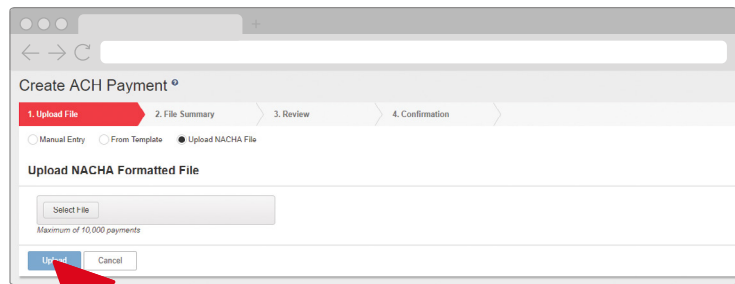 Create ACH Payment ?
1. Upload File 2. File Summary 3. Review 4. Confirmation
Manual Entry From Template Upload NACHA File
Upload NACHA Formatted File
Select File
Maximum of 10,000 payments
Upload Cancel